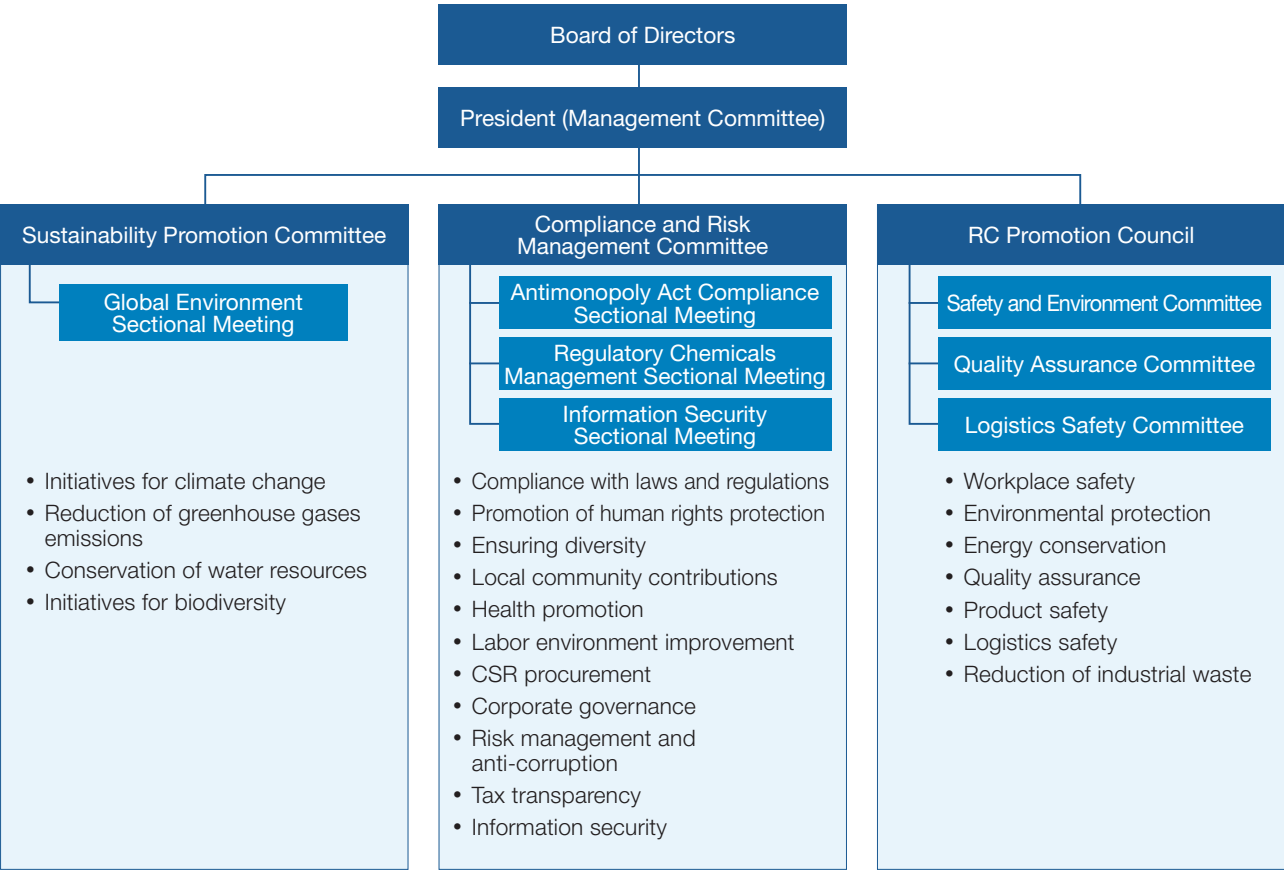 Board of Directors
President (Management Committee)
Sustainability Promotion Committee
Global Environment
Sectional Meeting
• Initiatives for climate change
• Reduction of greenhouse gases
emissions
• Conservation of water resources
• Initiatives for biodiversity
Compliance and Risk
Management Committee
Antimonopoly Act Compliance
Sectional Meeting
Regulatory Chemicals
Management Sectional Meeting
Information Security
Sectional Meeting
• Compliance with laws and regulations
• Promotion of human rights protection
• Ensuring diversity
• Local community contributions
• Health promotion
• Labor environment improvement
• CSR procurement
• Corporate governance
• Risk management and
anti-corruption
• Tax transparency
• Information security
RC Promotion Council
Safety and Environment Committee
Quality Assurance Committee
Logistics Safety Committee
• Workplace safety
• Environmental protection
• Energy conservation
• Quality assurance
• Product safety
• Logistics safety
• Reduction of industrial waste